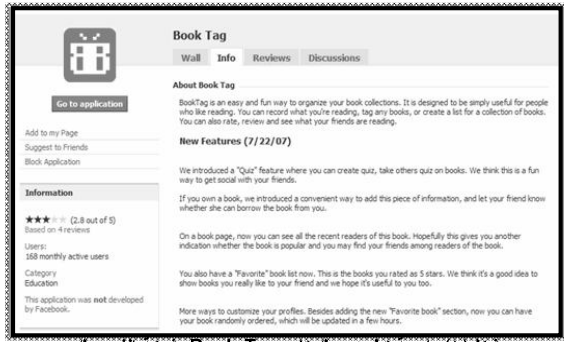 Book Tag
Wall Info Reviews Discussions
Go to application
Add to my Page
Suggest to Friends
Block Application
Information
(2.8 out of 5)
Based on 4 reviews
Users:
168 monthly active users
Category
Education
This application was not developed
by Facebook.
About Book Tag
BookTag is an easy and fun way to organize your book collections. It is designed to be simply useful for people
who like reading. You can record what you're reading, tag any books, or create a list for a collection of books.
You can also rate, review and see what your friends are reading.
New Features (7/22/07)
We introduced a "Quiz" feature where you can create quiz, take others quiz on books. We think this is a fun
way to get social with your friends.
If you own a book, we introduced a convenient way to add this piece of information, and let your friend know
whether she can borrow the book from you.
On a book page, now you can see all the recent readers of this book. Hopefully this gives you another
indication whether the book is popular and you may find your friends among readers of the book.
You also have a "Favorite" book list now. This is the books you rated as 5 stars. We think it's a good idea to
show books you really like to your friend and we hope it's useful to you too.
More ways to customize your profiles. Besides adding the new "Favorite book" section, now you can have
your book randomly ordered, which will be updated in a few hours.